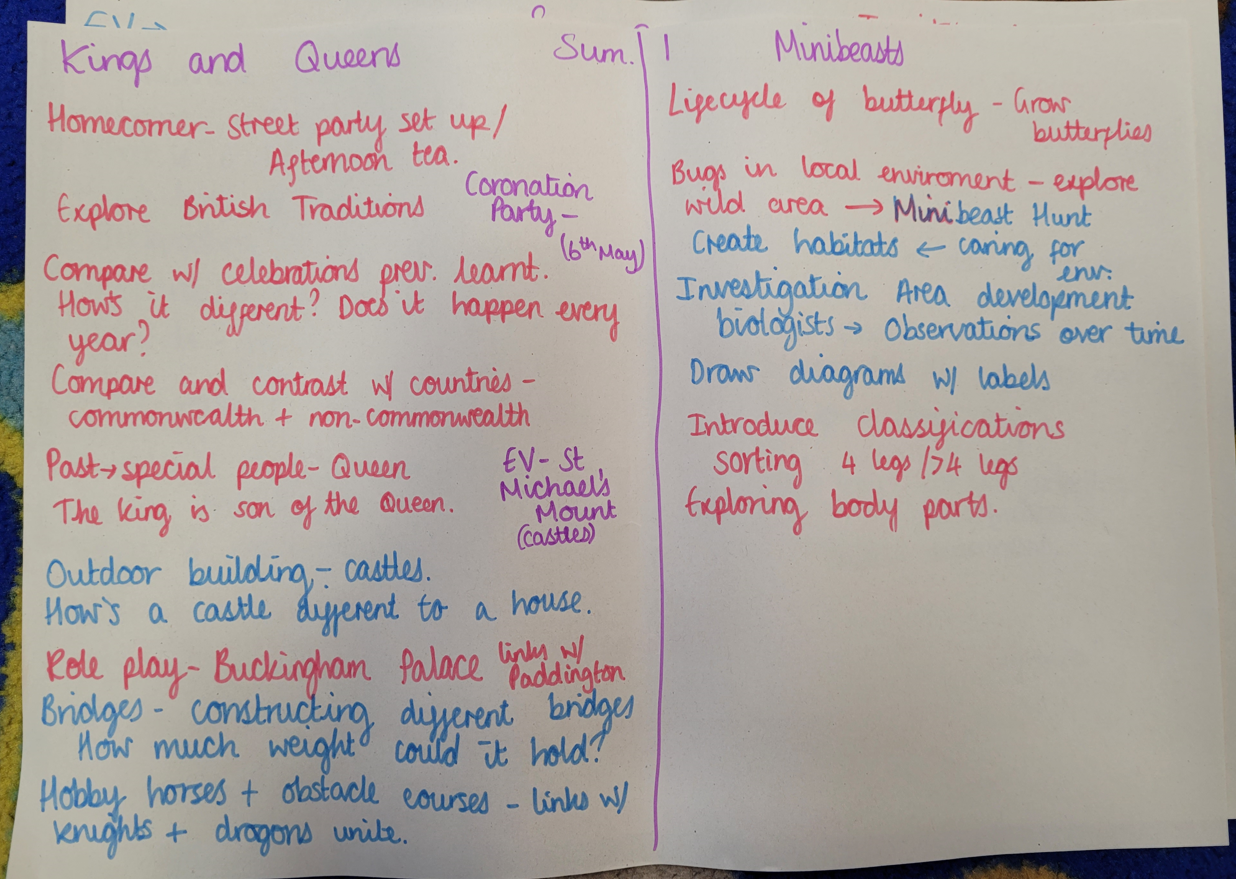 Kings and Queens
Sum. 1
Homecorner - Street party set up/
Afternoon tea.
Explore British Traditions
Coronation
Party -
(6th May)
Compare w/ celebrations prev. learnt.
How's it different? Does it happen every
year?
Compare and contrast w/ countries -
commonwealth + non-commonwealth
Past → special people - Queen
The king is son of the Queen.
EV - St
Michael's
Mount
(castles)
Outdoor building - castles.
How's a castle different to a house.
Role play - Buckingham Palace
links w/
Paddington
Bridges - constructing different bridges
How much weight could it hold?
Hobby horses + obstacle courses - links w/
knights + dragons unite.
Minibeasts
Lifecycle of butterfly - Grow
butterflies
Bugs in local enviroment - explore
wild area → Minibeast Hunt
Create habitats ← caring for
env.
Investigation Area development
biologists → Observations over time
Draw diagrams w/ labels
Introduce classifications
sorting 4 legs / >4 legs
Exploring body parts.